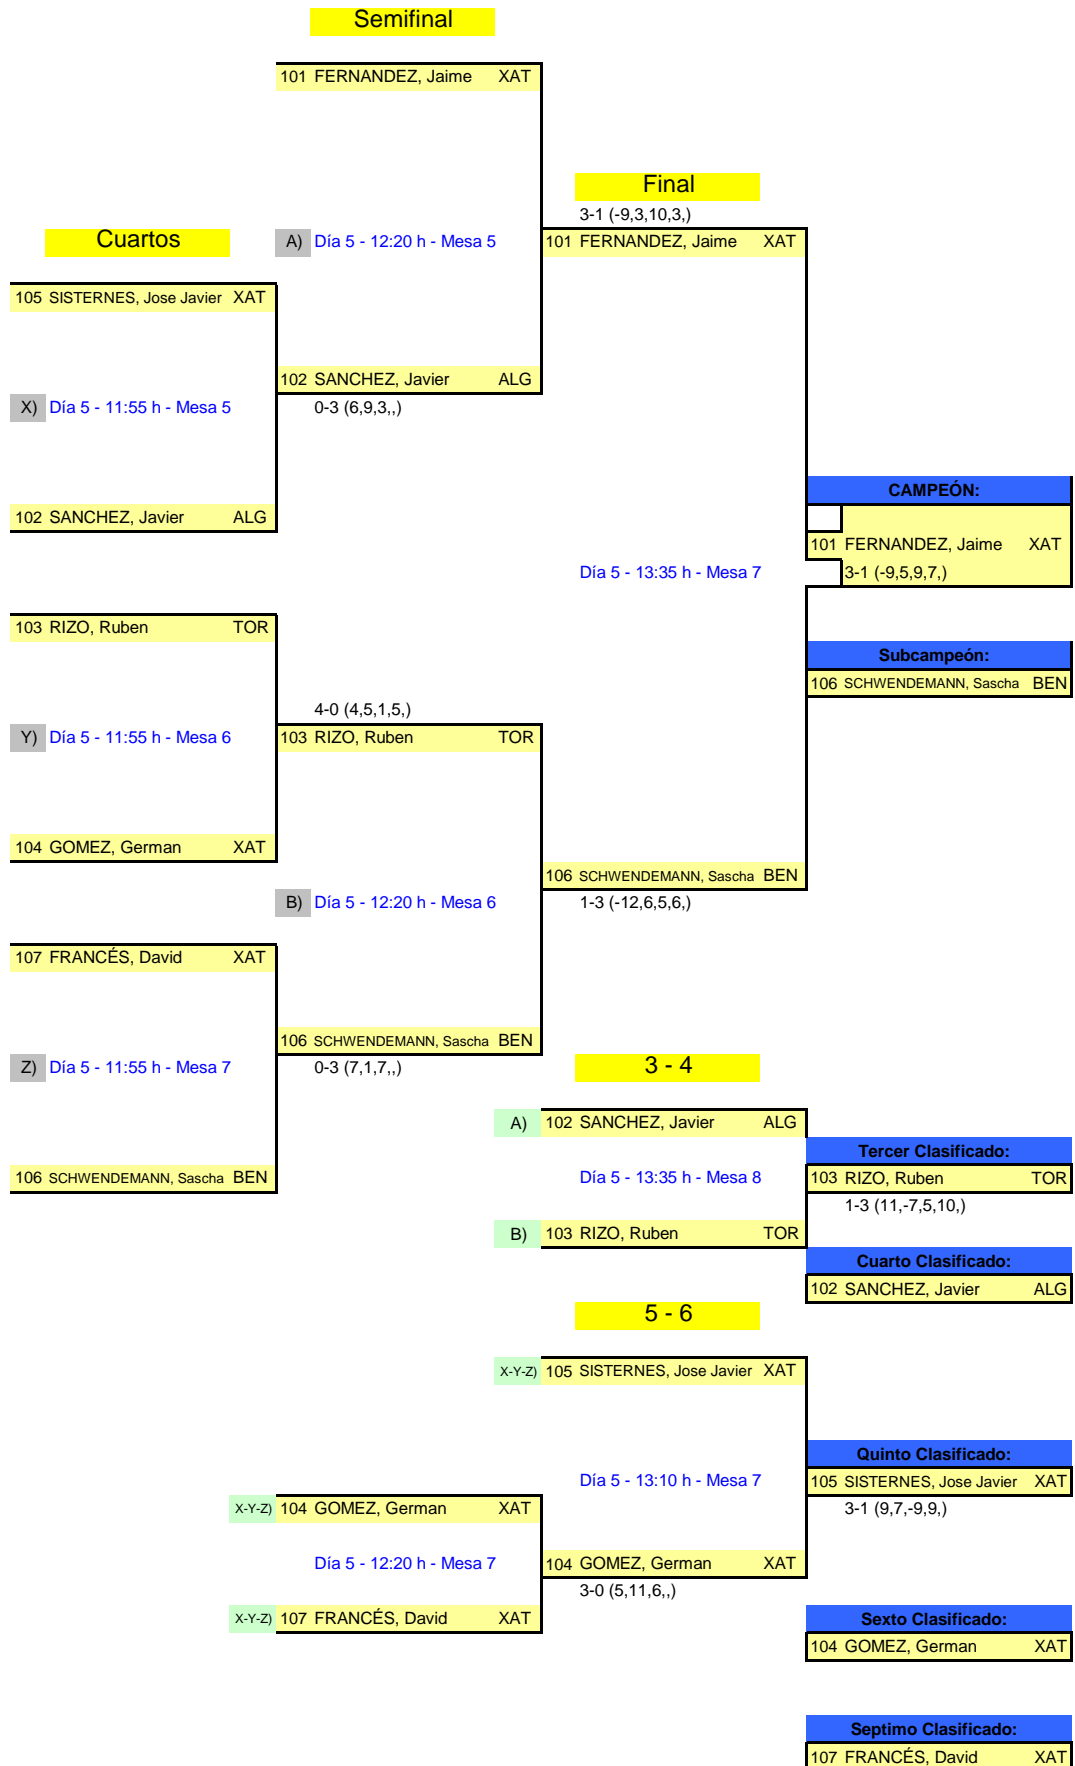 Semifinal
101 FERNANDEZ, Jaime XAT
Final
3-1 (-9,3,10,3,)
Cuartos
A) Día 5 - 12:20 h - Mesa 5
101 FERNANDEZ, Jaime XAT
105 SISTERNES, Jose Javier XAT
102 SANCHEZ, Javier ALG
X) Día 5 - 11:55 h - Mesa 5
0-3 (6,9,3,,)
CAMPEÓN:
102 SANCHEZ, Javier ALG
101 FERNANDEZ, Jaime XAT
Día 5 - 13:35 h - Mesa 7
3-1 (-9,5,9,7,)
103 RIZO, Ruben TOR
Subcampeón:
106 SCHWENDEMANN, Sascha BEN
4-0 (4,5,1,5,)
Y) Día 5 - 11:55 h - Mesa 6
103 RIZO, Ruben TOR
104 GOMEZ, German XAT
106 SCHWENDEMANN, Sascha BEN
B) Día 5 - 12:20 h - Mesa 6
1-3 (-12,6,5,6,)
107 FRANCÉS, David XAT
106 SCHWENDEMANN, Sascha BEN
Z) Día 5 - 11:55 h - Mesa 7
0-3 (7,1,7,,)
3 - 4
A) 102 SANCHEZ, Javier ALG
Tercer Clasificado:
106 SCHWENDEMANN, Sascha BEN
Día 5 - 13:35 h - Mesa 8
103 RIZO, Ruben TOR
1-3 (11,-7,5,10,)
B) 103 RIZO, Ruben TOR
Cuarto Clasificado:
102 SANCHEZ, Javier ALG
5 - 6
X-Y-Z) 105 SISTERNES, Jose Javier XAT
Quinto Clasificado:
Día 5 - 13:10 h - Mesa 7
105 SISTERNES, Jose Javier XAT
X-Y-Z) 104 GOMEZ, German XAT
3-1 (9,7,-9,9,)
Día 5 - 12:20 h - Mesa 7
104 GOMEZ, German XAT
3-0 (5,11,6,,)
X-Y-Z) 107 FRANCÉS, David XAT
Sexto Clasificado:
104 GOMEZ, German XAT
Septimo Clasificado:
107 FRANCÉS, David XAT